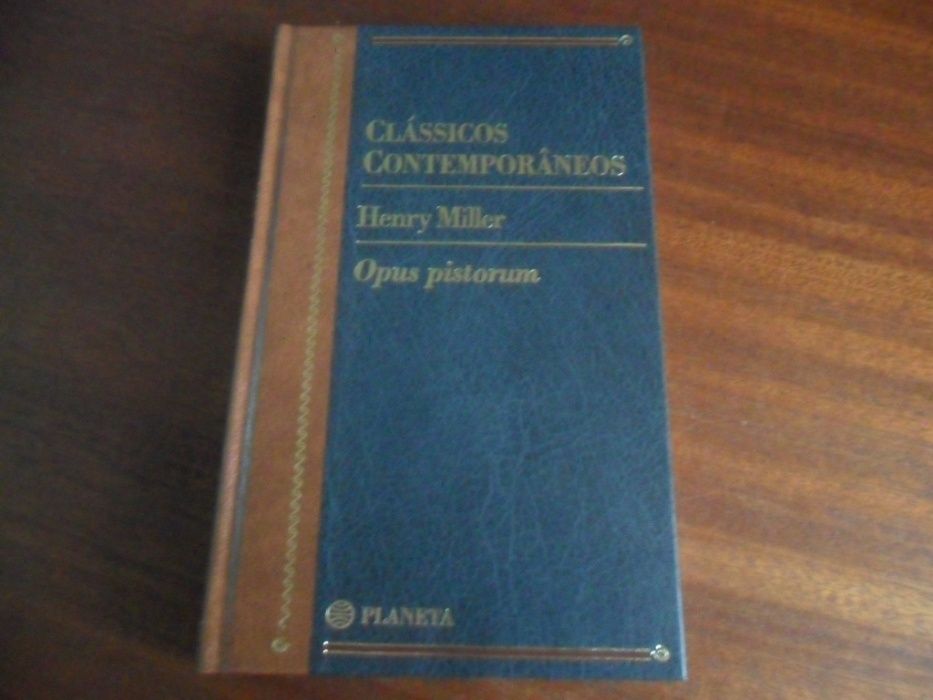 CLÁSSICOS
CONTEMPORÂNEOS
Henry Miller
Opus pistorum
PLANETA